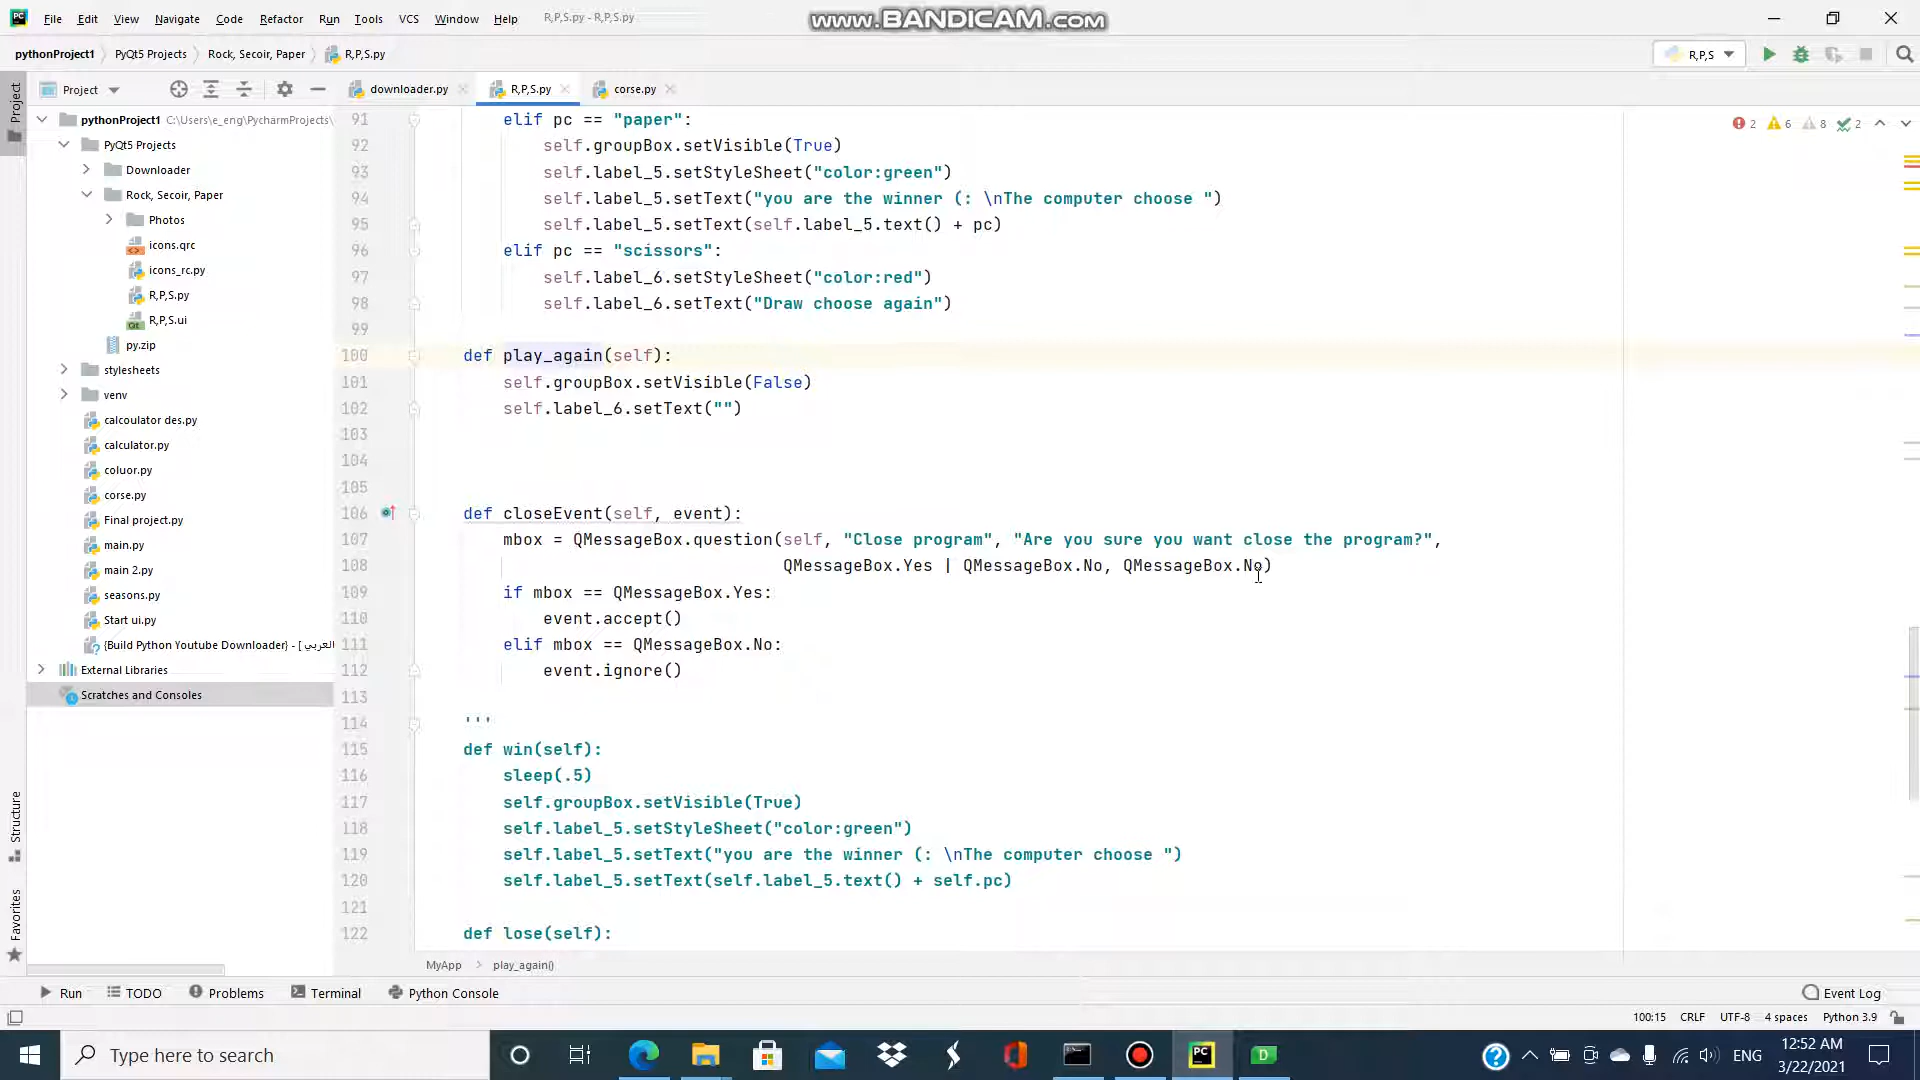 File Edit View Navigate Code Refactor Run Tools VCS Window Help R,P,S.py - R,P,S.py
www.BANDICAM.com
pythonProject1 PyQt5 Projects Rock, Secoir, Paper R,P,S.py
R,P,S
Project
downloader.py R,P,S.py corse.py
Project
pythonProject1 C:\Users\e_eng\PycharmProjects\
PyQt5 Projects
Downloader
Rock, Secoir, Paper
Photos
icons.qrc
icons_rc.py
R,P,S.py
R,P,S.ui
py.zip
stylesheets
venv
calcoulator des.py
calculator.py
coluor.py
corse.py
Final project.py
main.py
main 2.py
seasons.py
Start ui.py
{Build Python Youtube Downloader} - [ العربي
External Libraries
Scratches and Consoles
2 6 8 2
91 elif pc == "paper":
92 self.groupBox.setVisible(True)
93 self.label_5.setStyleSheet("color:green")
94 self.label_5.setText("you are the winner (: \nThe computer choose ")
95 self.label_5.setText(self.label_5.text() + pc)
96 elif pc == "scissors":
97 self.label_6.setStyleSheet("color:red")
98 self.label_6.setText("Draw choose again")
99
100 def play_again(self):
101 self.groupBox.setVisible(False)
102 self.label_6.setText("")
103
104
105
106 def closeEvent(self, event):
107 mbox = QMessageBox.question(self, "Close program", "Are you sure you want close the program?",
108 QMessageBox.Yes | QMessageBox.No, QMessageBox.No)
109 if mbox == QMessageBox.Yes:
110 event.accept()
111 elif mbox == QMessageBox.No:
112 event.ignore()
113
114 '''
115 def win(self):
116 sleep(.5)
117 self.groupBox.setVisible(True)
118 self.label_5.setStyleSheet("color:green")
119 self.label_5.setText("you are the winner (: \nThe computer choose ")
120 self.label_5.setText(self.label_5.text() + self.pc)
121
122 def lose(self):
MyApp play_again()
Structure
Favorites
Run TODO Problems Terminal Python Console
Event Log
100:15 CRLF UTF-8 4 spaces Python 3.9
Type here to search
ENG
12:52 AM
3/22/2021